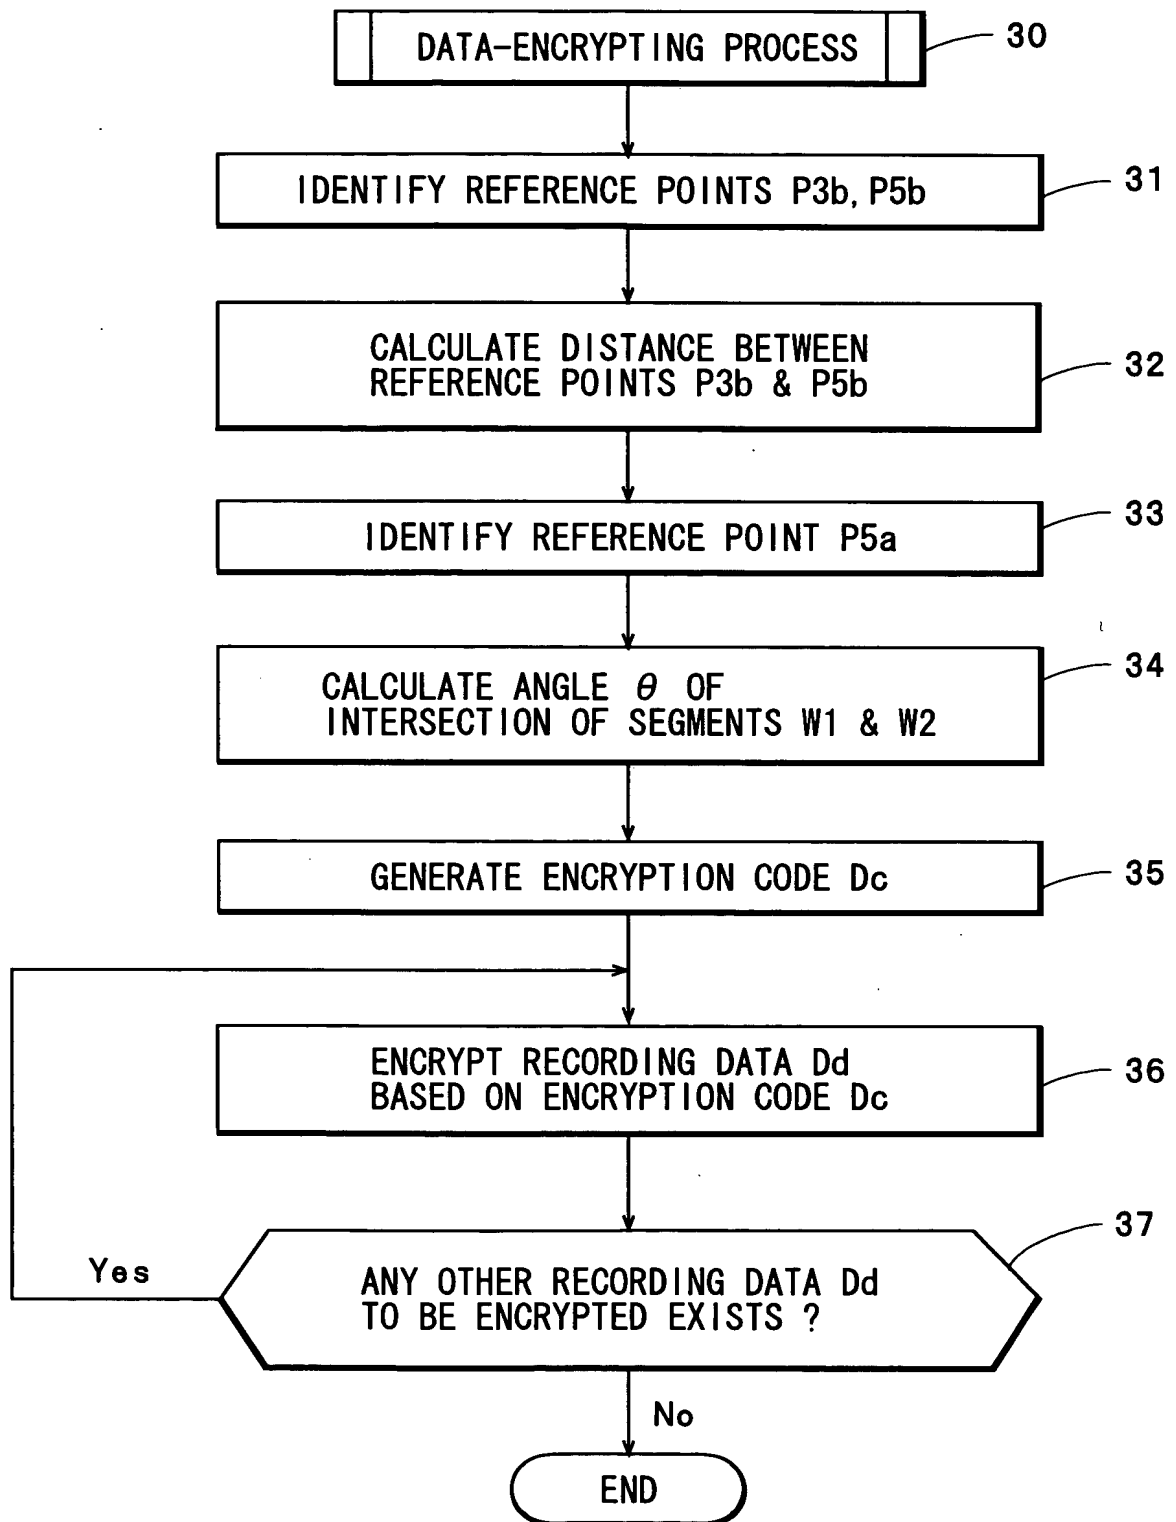 DATA-ENCRYPTING PROCESS
30
IDENTIFY REFERENCE POINTS P3b, P5b
31
CALCULATE DISTANCE BETWEEN
REFERENCE POINTS P3b & P5b
32
IDENTIFY REFERENCE POINT P5a
33
CALCULATE ANGLE θ OF
INTERSECTION OF SEGMENTS W1 & W2
34
GENERATE ENCRYPTION CODE Dc
35
ENCRYPT RECORDING DATA Dd
BASED ON ENCRYPTION CODE Dc
36
ANY OTHER RECORDING DATA Dd
TO BE ENCRYPTED EXISTS ?
37
Yes
No
END